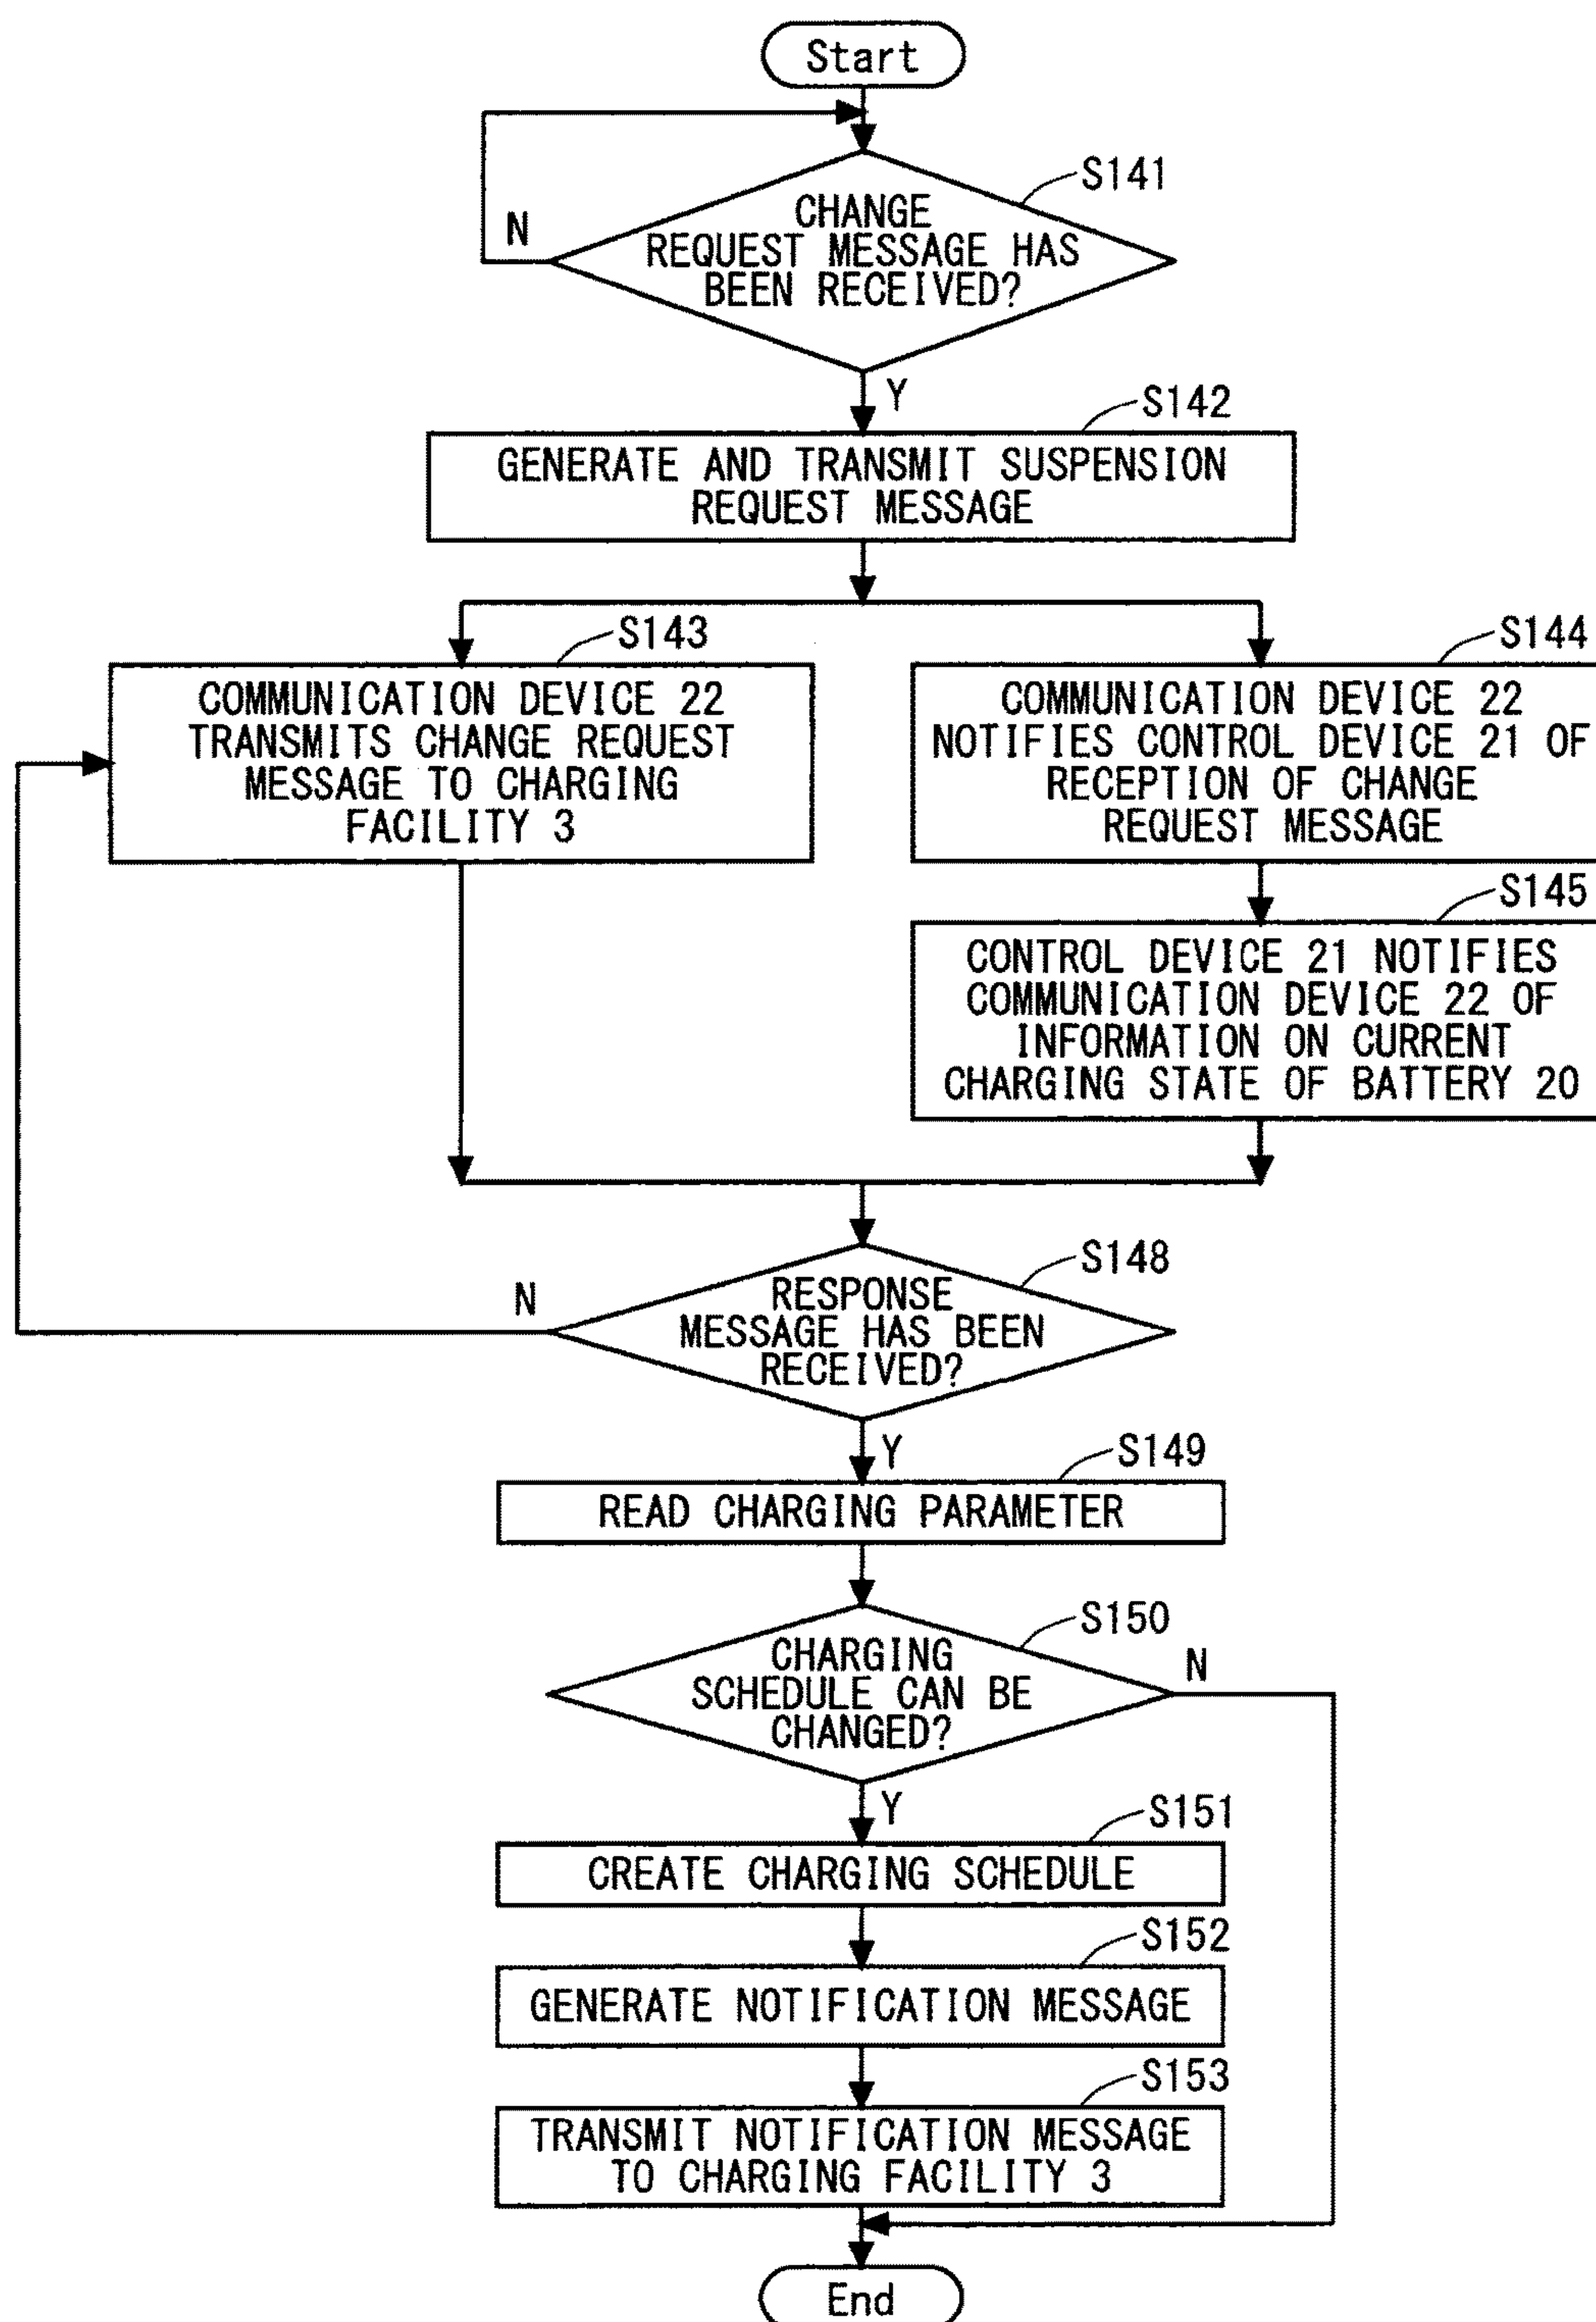 Start
S141
CHANGE
REQUEST MESSAGE HAS
BEEN RECEIVED?
N
Y
S142
GENERATE AND TRANSMIT SUSPENSION
REQUEST MESSAGE
S143
COMMUNICATION DEVICE 22
TRANSMITS CHANGE REQUEST
MESSAGE TO CHARGING
FACILITY 3
S144
COMMUNICATION DEVICE 22
NOTIFIES CONTROL DEVICE 21 OF
RECEPTION OF CHANGE
REQUEST MESSAGE
S145
CONTROL DEVICE 21 NOTIFIES
COMMUNICATION DEVICE 22 OF
INFORMATION ON CURRENT
CHARGING STATE OF BATTERY 20
S148
RESPONSE
MESSAGE HAS BEEN
RECEIVED?
N
Y
S149
READ CHARGING PARAMETER
S150
CHARGING
SCHEDULE CAN BE
CHANGED?
N
Y
S151
CREATE CHARGING SCHEDULE
S152
GENERATE NOTIFICATION MESSAGE
S153
TRANSMIT NOTIFICATION MESSAGE
TO CHARGING FACILITY 3
End